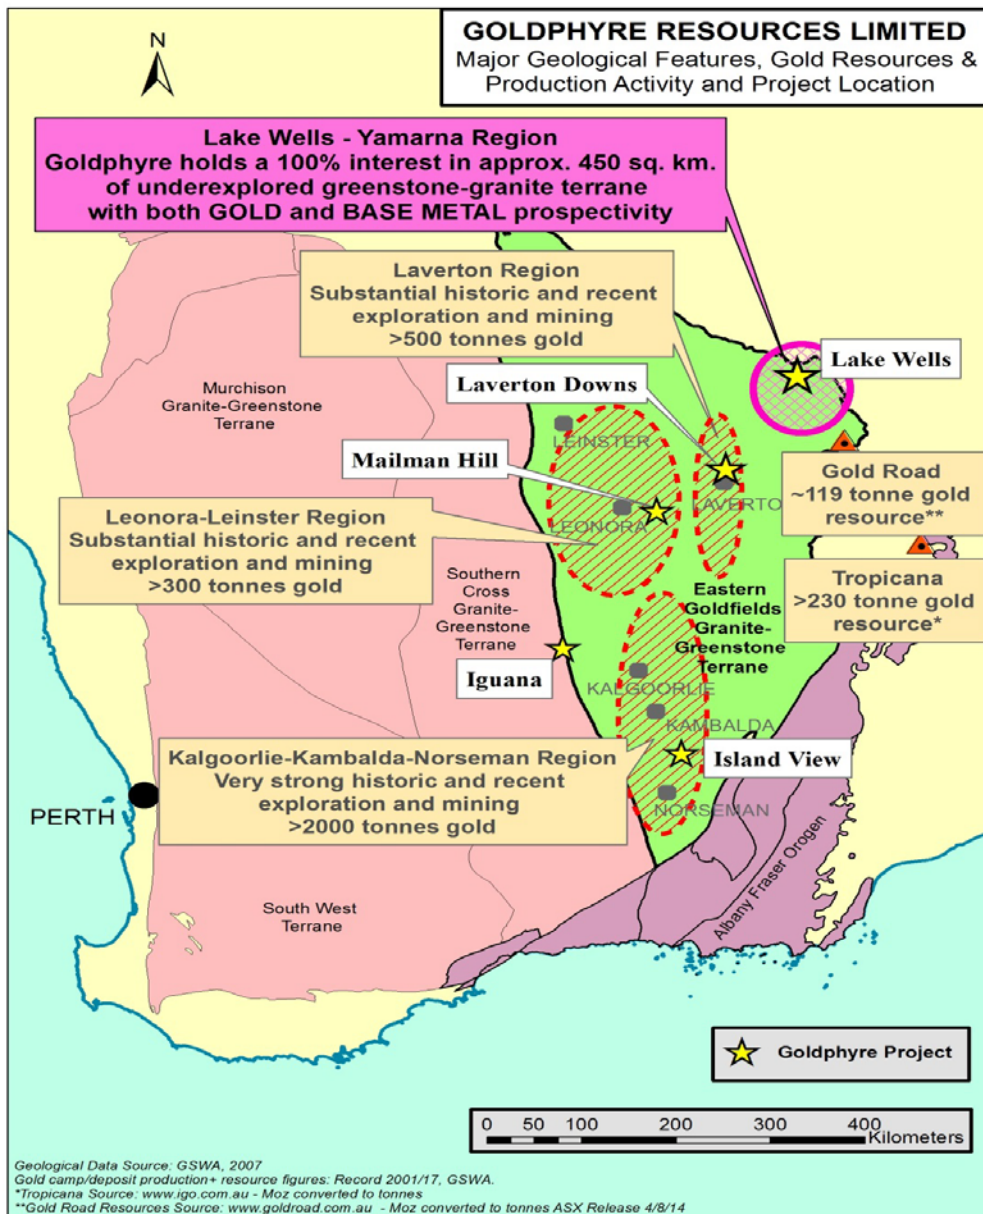 GOLDPHYRE RESOURCES LIMITED
Major Geological Features, Gold Resources &
Production Activity and Project Location
N
Lake Wells - Yamarna Region
Goldphyre holds a 100% interest in approx. 450 sq. km.
of underexplored greenstone-granite terrane
with both GOLD and BASE METAL prospectivity
Laverton Region
Substantial historic and recent
exploration and mining
>500 tonnes gold
Lake Wells
Laverton Downs
Murchison
Granite-Greenstone
Terrane
LEINSTER
Mailman Hill
Gold Road
~119 tonne gold
resource**
LAVERTO
LEONORA
Leonora-Leinster Region
Substantial historic and recent
exploration and mining
>300 tonnes gold
Southern
Cross
Granite-
Greenstone
Terrane
Eastern
Goldfields
Granite-
Greenstone
Terrane
Tropicana
>230 tonne gold
resource*
Iguana
KALGOORLIE
KAMBALDA
Kalgoorlie-Kambalda-Norseman Region
Very strong historic and recent
exploration and mining
>2000 tonnes gold
Island View
NORSEMAN
PERTH
South West
Terrane
Albany Fraser Orogen
Goldphyre Project
0 50 100 200 300 400
Kilometers
Geological Data Source: GSWA, 2007
Gold camp/deposit production+ resource figures: Record 2001/17, GSWA.
*Tropicana Source: www.igo.com.au - Moz converted to tonnes
**Gold Road Resources Source: www.goldroad.com.au - Moz converted to tonnes ASX Release 4/8/14